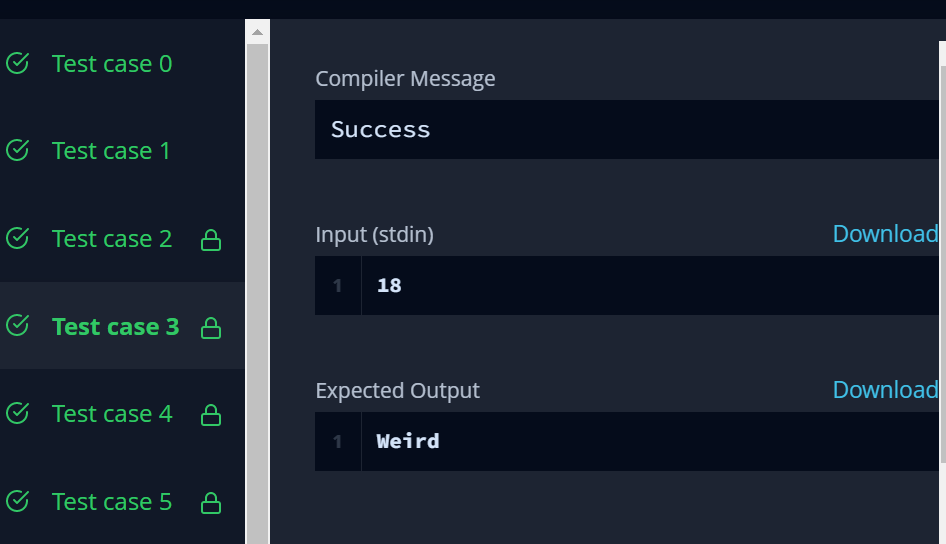 Test case 0
Test case 1
Test case 2
Test case 3
Test case 4
Test case 5
Compiler Message
Success
Input (stdin) Download
1 18
Expected Output Download
1 Weird